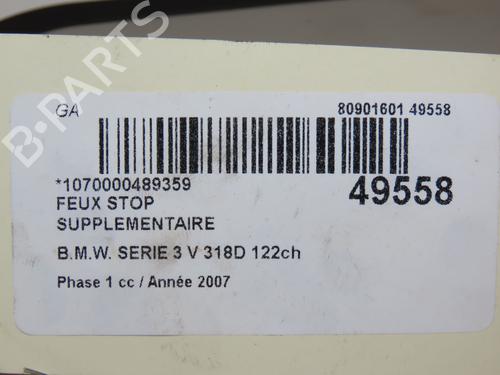 GA 80901601 49558
*1070000489359 49558
FEUX STOP
SUPPLEMENTAIRE
B.M.W. SERIE 3 V 318D 122ch
Phase 1 cc / Année 2007
B-PARTS